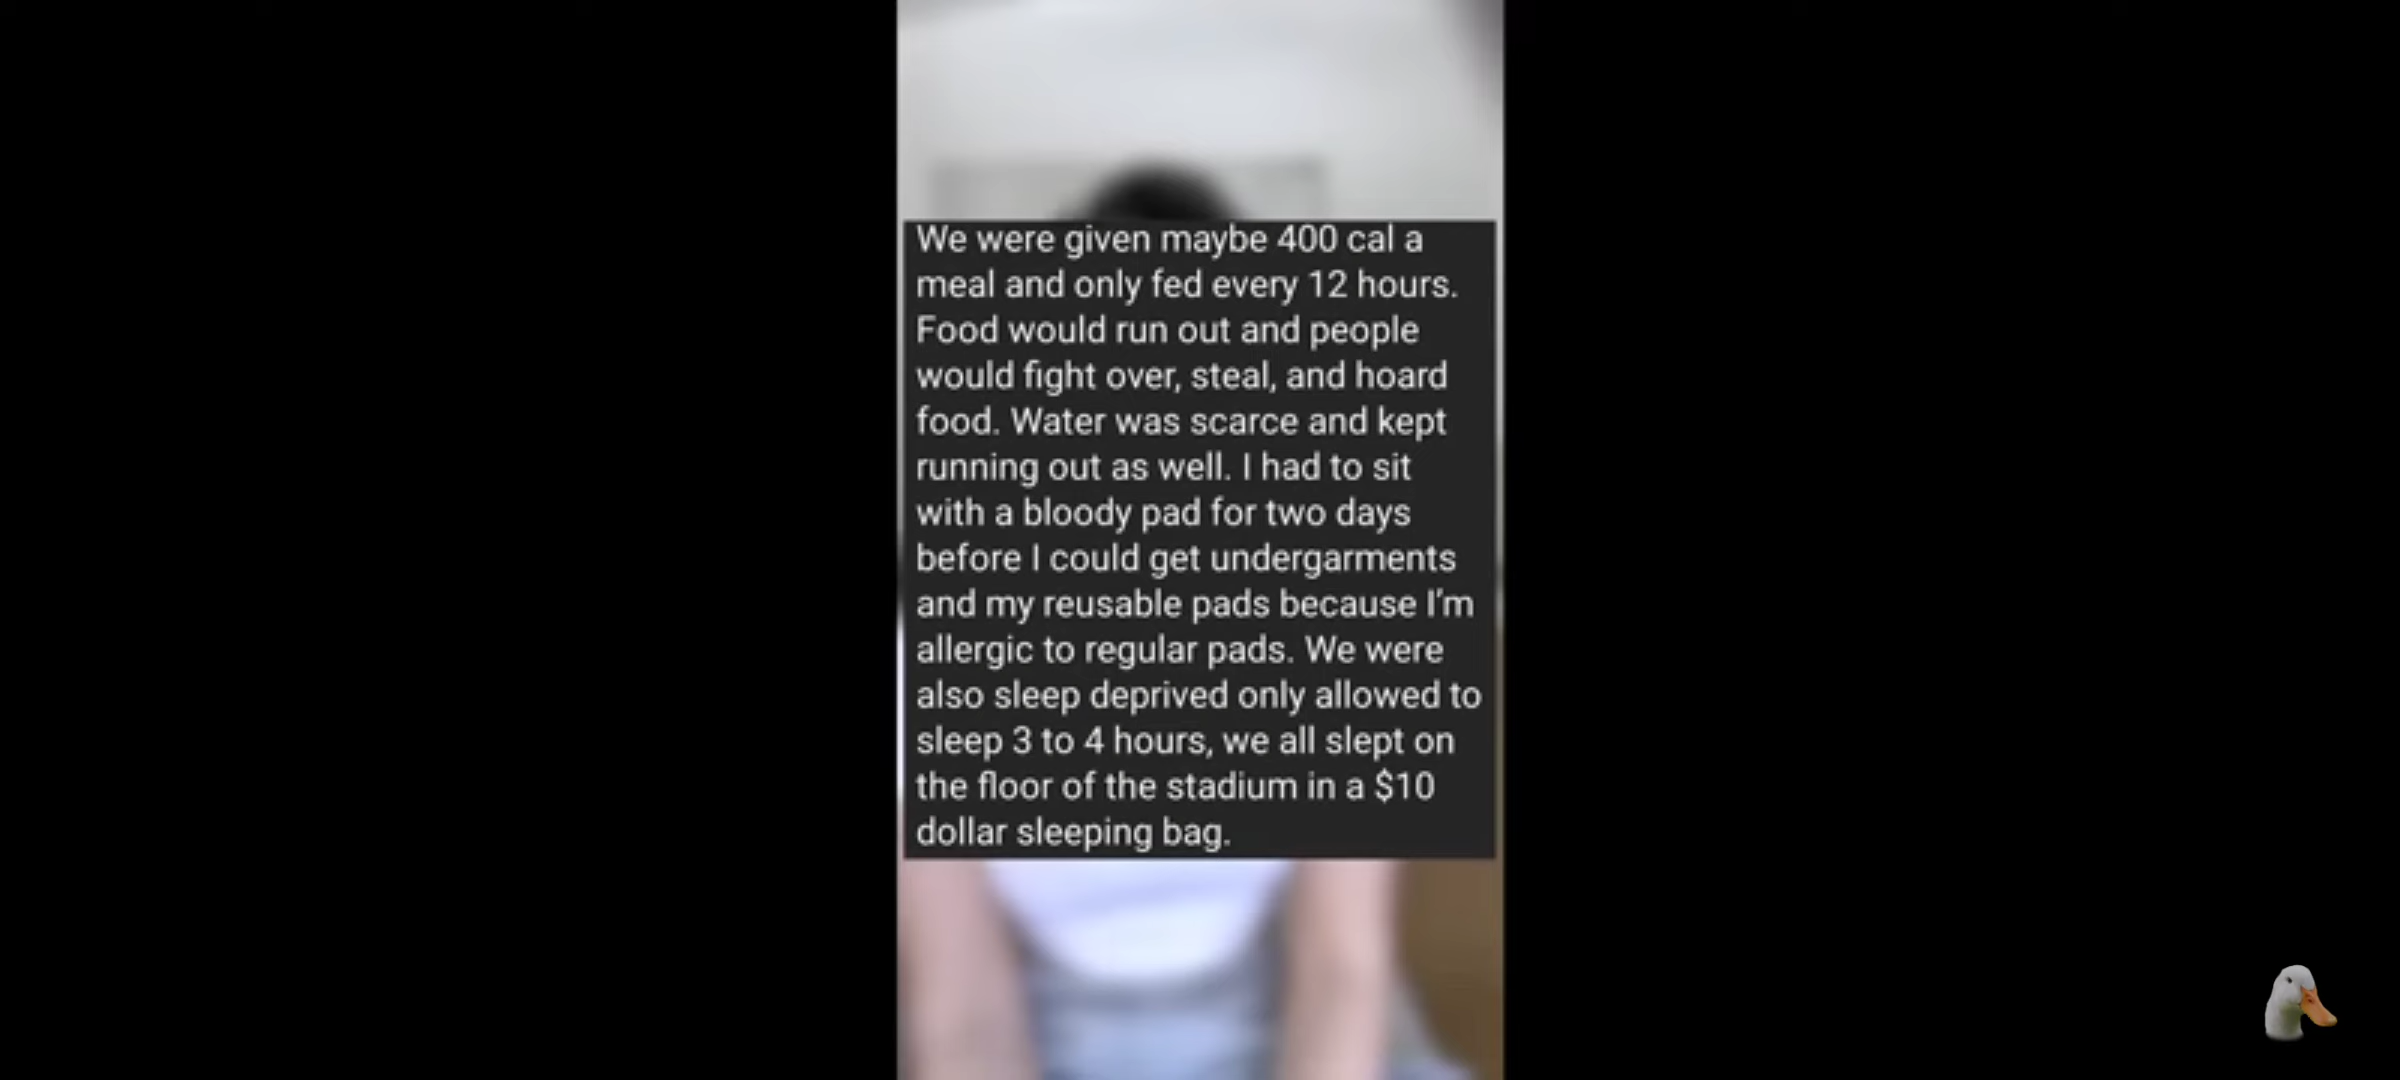 We were given maybe 400 cal a
meal and only fed every 12 hours.
Food would run out and people
would fight over, steal, and hoard
food. Water was scarce and kept
running out as well. I had to sit
with a bloody pad for two days
before I could get undergarments
and my reusable pads because I'm
allergic to regular pads. We were
also sleep deprived only allowed to
sleep 3 to 4 hours, we all slept on
the floor of the stadium in a $10
dollar sleeping bag.